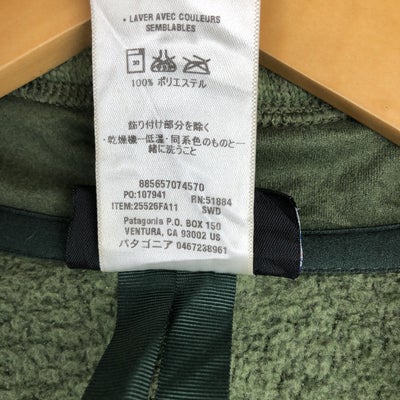 • LAVER AVEC COULEURS
SEMBLABLES
30
100% ポリエステル
飾り付け部分を除く
・乾燥機ー低温・同系色のものと一
緒に洗うこと
885657074570
PO:107941 RN:51884
ITEM:25526FA11 SWD
Patagonia P.O. BOX 150
VENTURA, CA 93002 US
パタゴニア 0467238961